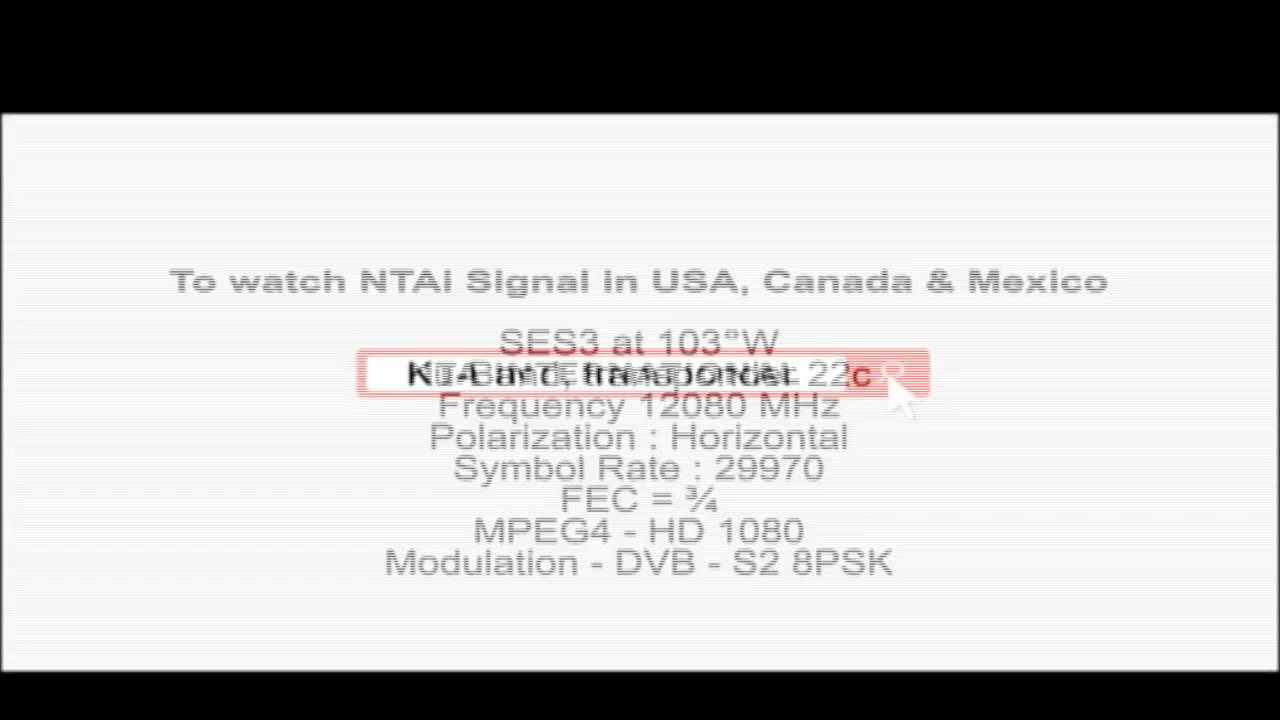 To watch NTAI Signal in USA, Canada & Mexico
SES3 at 103°W
22
Frequency 12080 MHz
Polarization : Horizontal
Symbol Rate : 29970
FEC = ¾
MPEG4 - HD 1080
Modulation - DVB - S2 8PSK